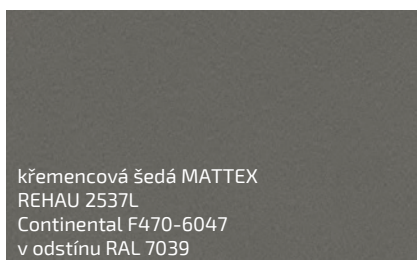 křemencová šedá MATTEX
REHAU 2537L
Continental F470-6047
v odstínu RAL 7039